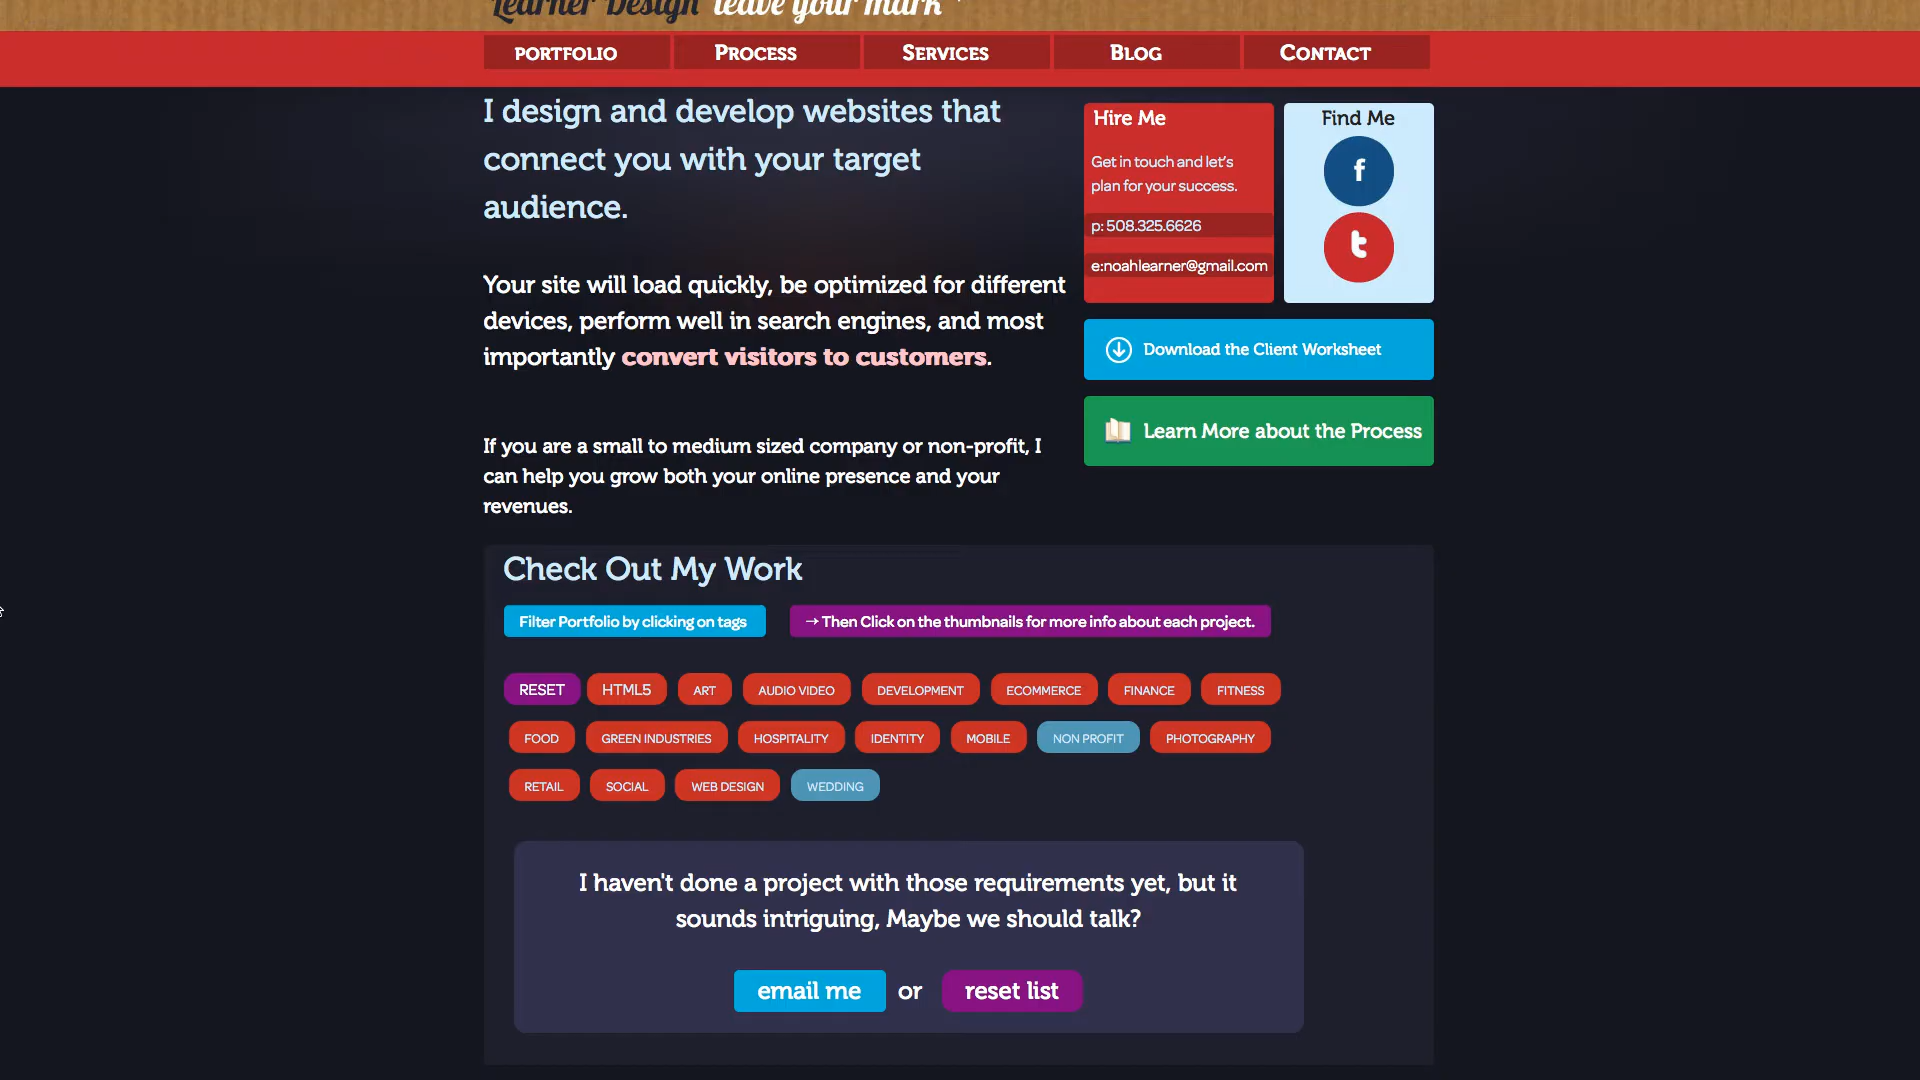 Learner Design leave your mark
PORTFOLIO PROCESS SERVICES BLOG CONTACT
I design and develop websites that
connect you with your target
audience.
Your site will load quickly, be optimized for different
devices, perform well in search engines, and most
importantly convert visitors to customers.
If you are a small to medium sized company or non-profit, I
can help you grow both your online presence and your
revenues.
Hire Me
Get in touch and let's
plan for your success.
p: 508.325.6626
e:noahlearner@gmail.com
Find Me
f
t
Download the Client Worksheet
Learn More about the Process
Check Out My Work
Filter Portfolio by clicking on tags
→ Then Click on the thumbnails for more info about each project.
RESET HTML5 ART AUDIO VIDEO DEVELOPMENT ECOMMERCE FINANCE FITNESS
FOOD GREEN INDUSTRIES HOSPITALITY IDENTITY MOBILE NON PROFIT PHOTOGRAPHY
RETAIL SOCIAL WEB DESIGN WEDDING
I haven't done a project with those requirements yet, but it
sounds intriguing, Maybe we should talk?
email me or reset list